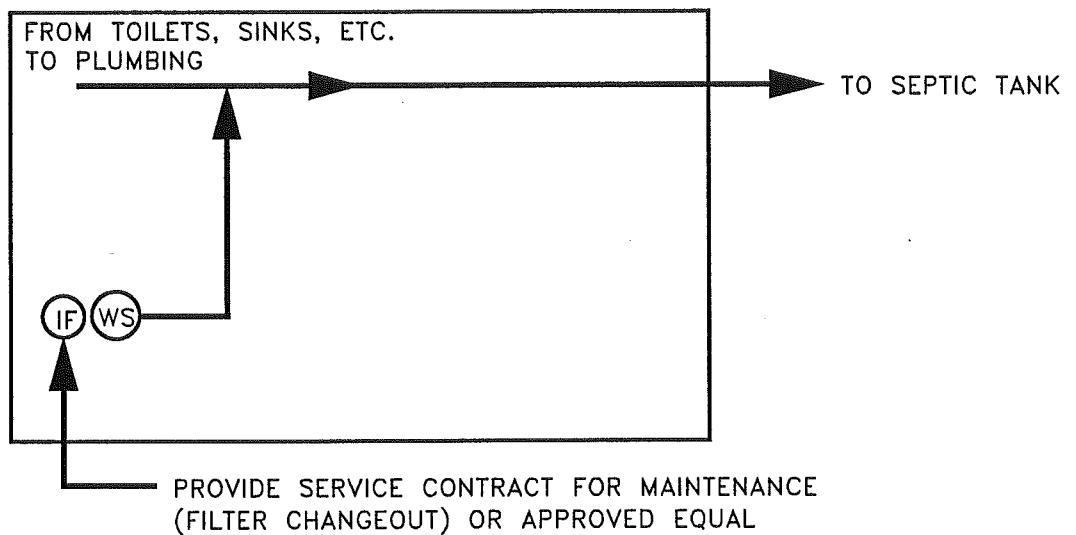 FROM TOILETS, SINKS, ETC.
TO PLUMBING
TO SEPTIC TANK
IF WS
PROVIDE SERVICE CONTRACT FOR MAINTENANCE
(FILTER CHANGEOUT) OR APPROVED EQUAL